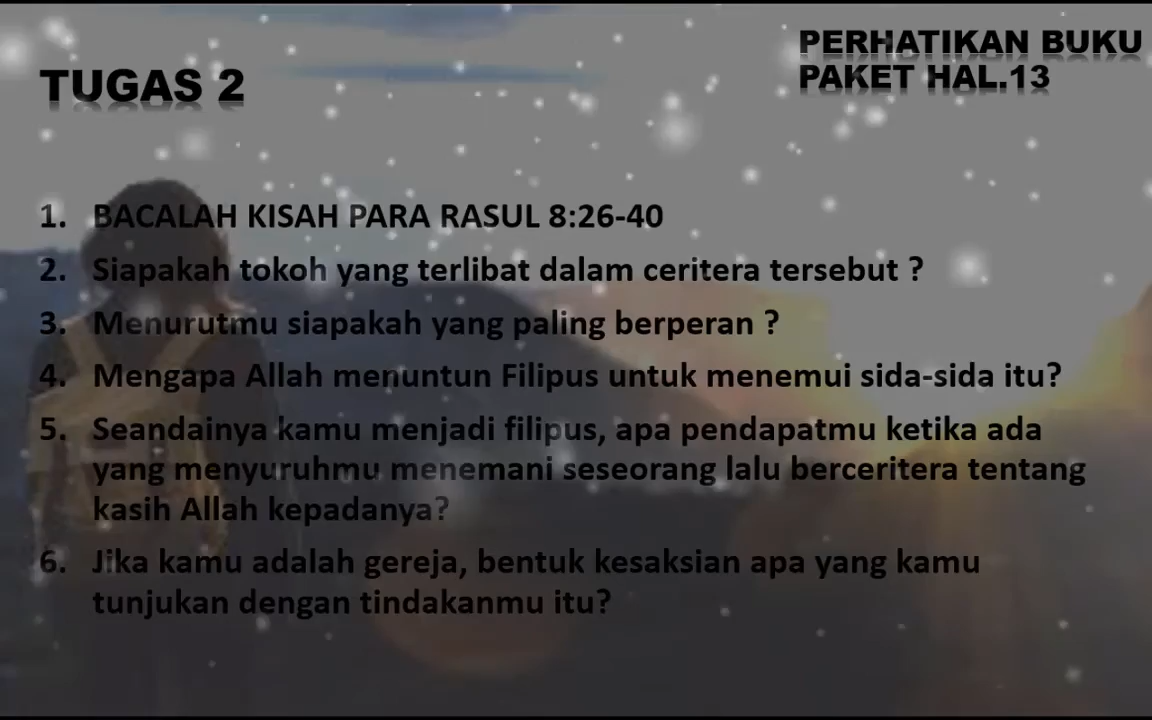 PERHATIKAN BUKU
PAKET HAL.13
TUGAS 2
1. BACALAH KISAH PARA RASUL 8:26-40
2. Siapakah tokoh yang terlibat dalam ceritera tersebut ?
3. Menurutmu siapakah yang paling berperan ?
4. Mengapa Allah menuntun Filipus untuk menemui sida-sida itu?
5. Seandainya kamu menjadi filipus, apa pendapatmu ketika ada
yang menyuruhmu menemani seseorang lalu berceritera tentang
kasih Allah kepadanya?
6. Jika kamu adalah gereja, bentuk kesaksian apa yang kamu
tunjukan dengan tindakanmu itu?